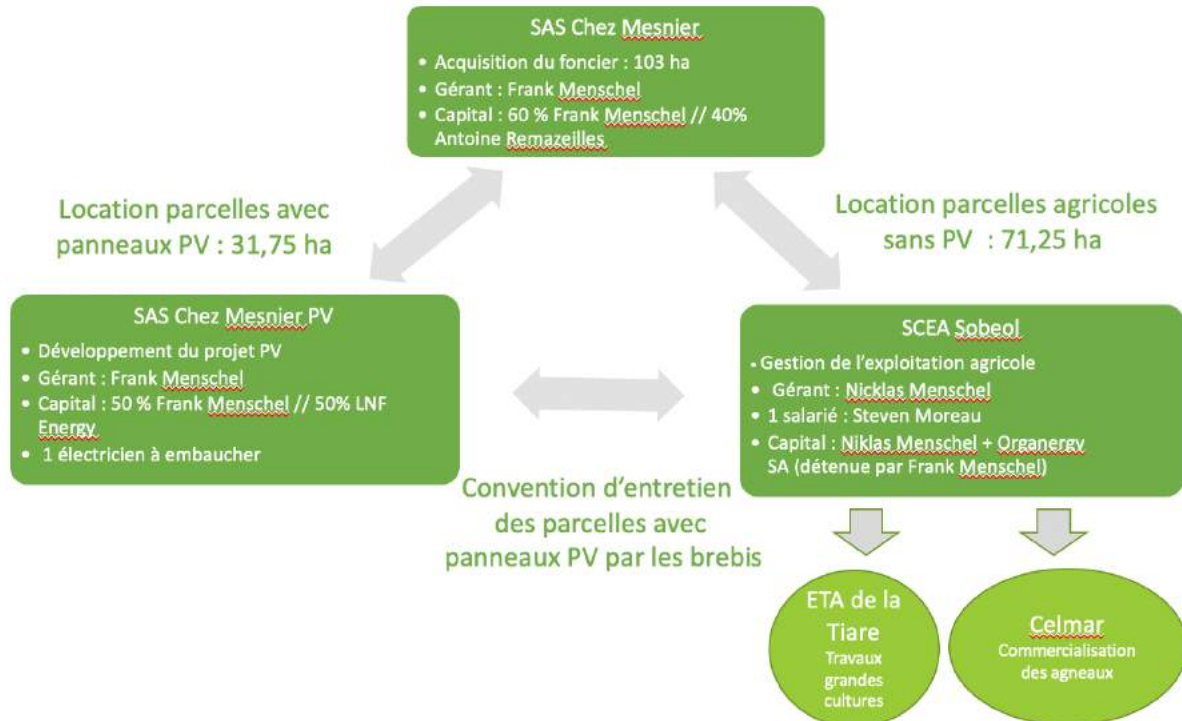 SAS Chez Mesnier
• Acquisition du foncier : 103 ha
• Gérant : Frank Menschel
• Capital : 60 % Frank Menschel // 40%
Antoine Remazeilles
Location parcelles avec
panneaux PV : 31,75 ha
Location parcelles agricoles
sans PV : 71,25 ha
SAS Chez Mesnier PV
• Développement du projet PV
• Gérant : Frank Menschel
• Capital : 50 % Frank Menschel // 50% LNF
Energy
• 1 électricien à embaucher
SCEA Sobeol
• Gestion de l'exploitation agricole
• Gérant : Nicklas Menschel
• 1 salarié : Steven Moreau
• Capital : Niklas Menschel + Organergy
SA (détenue par Frank Menschel)
Convention d'entretien
des parcelles avec
panneaux PV par les brebis
ETA de la
Tiare
Travaux
grandes
cultures
Celmar
Commercialisation
des agneaux